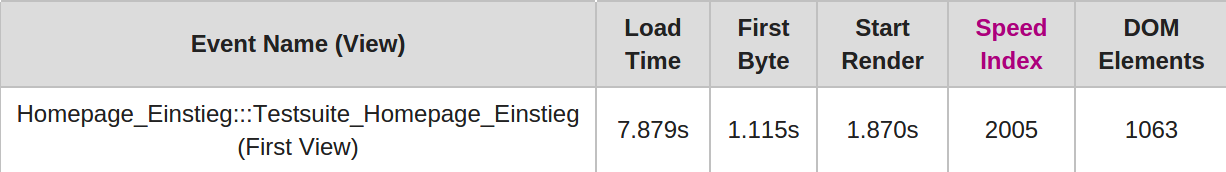 Event Name (View) Load Time First Byte Start Render Speed Index DOM Elements
Homepage_Einstieg:::Testsuite_Homepage_Einstieg (First View) 7.879s 1.115s 1.870s 2005 1063